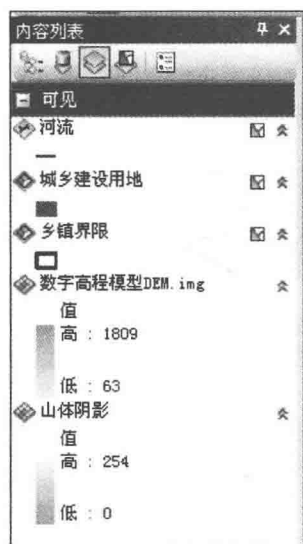 内容列表
可见
河流
城乡建设用地
乡镇界限
数字高程模型DEM.img
值
高 : 1809
低 : 63
山体阴影
值
高 : 254
低 : 0